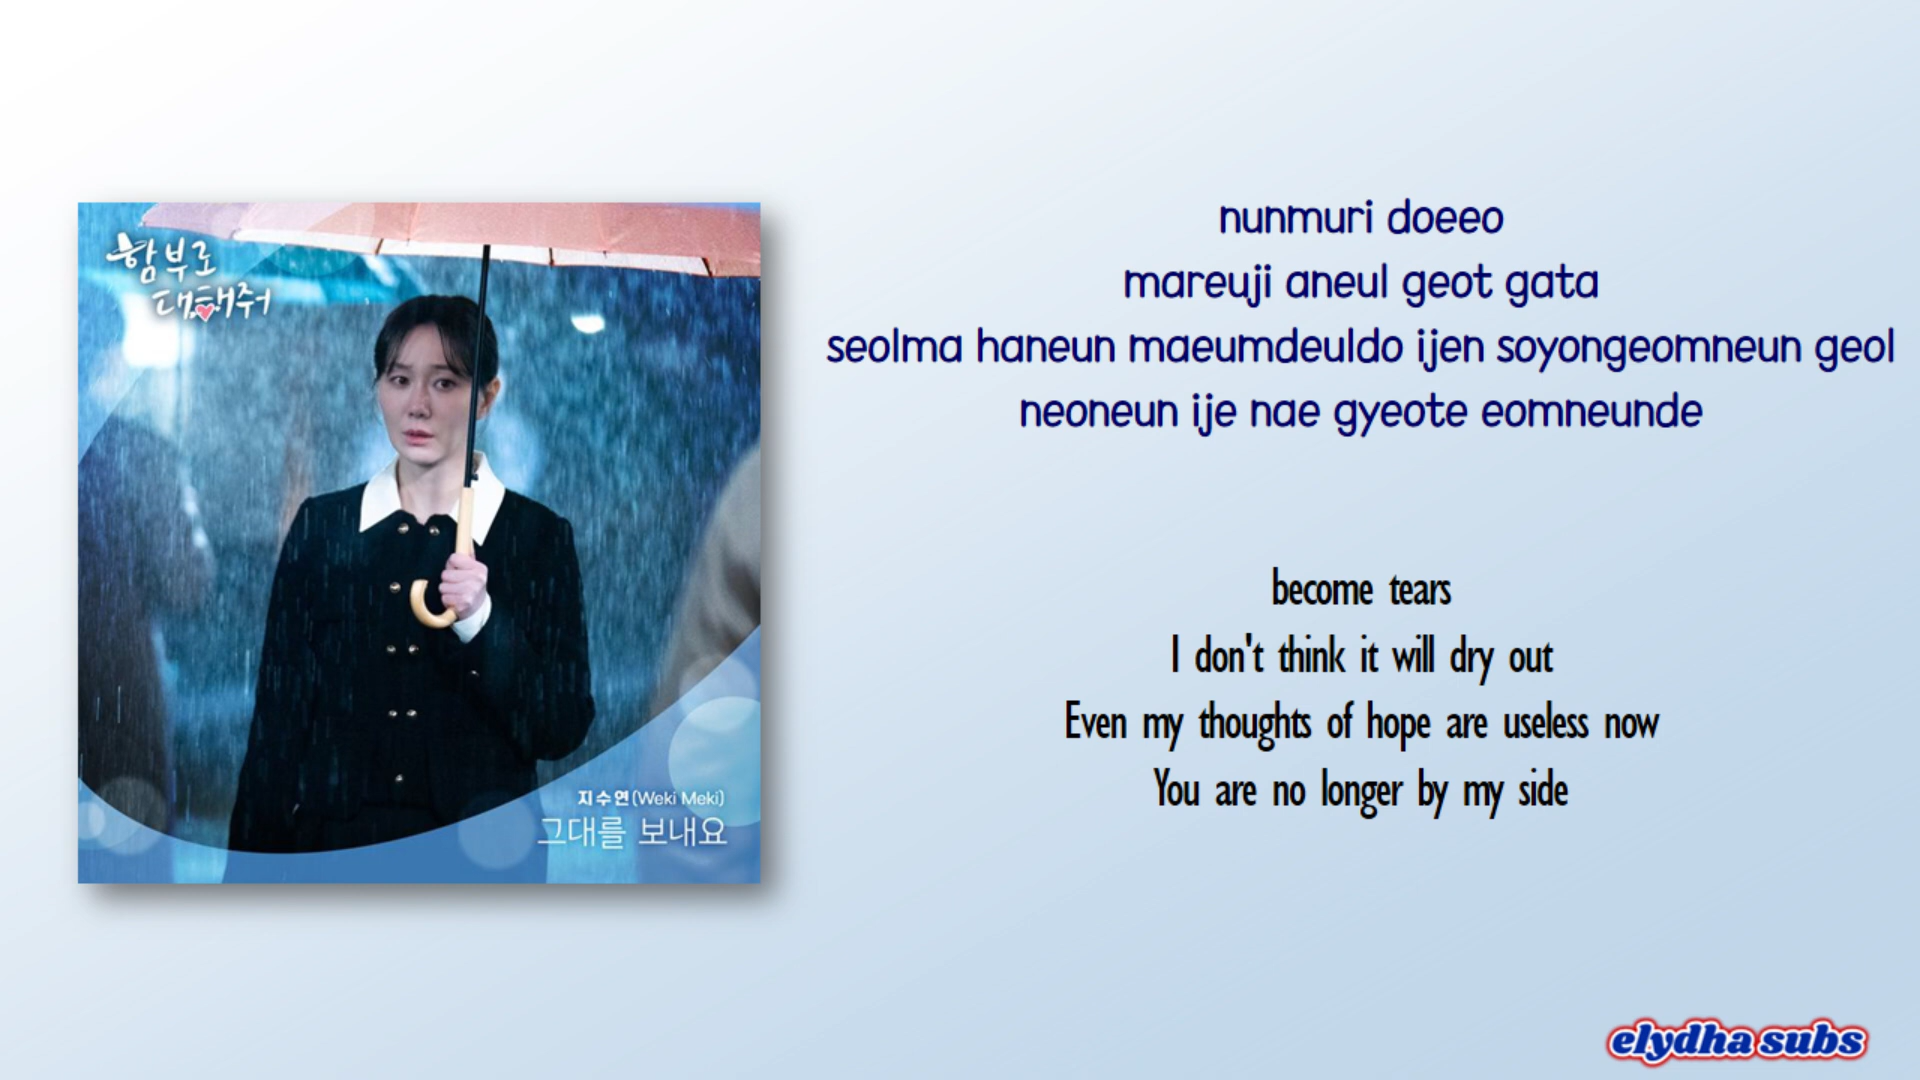 함부로
대해줘
지수연(Weki Meki)
그대를 보내요
nunmuri doeeo
mareuji aneul geot gata
seolma haneun maeumdeuldo ijen soyongeomneun geol
neoneun ije nae gyeote eomneunde
become tears
I don't think it will dry out
Even my thoughts of hope are useless now
You are no longer by my side
elydha subs